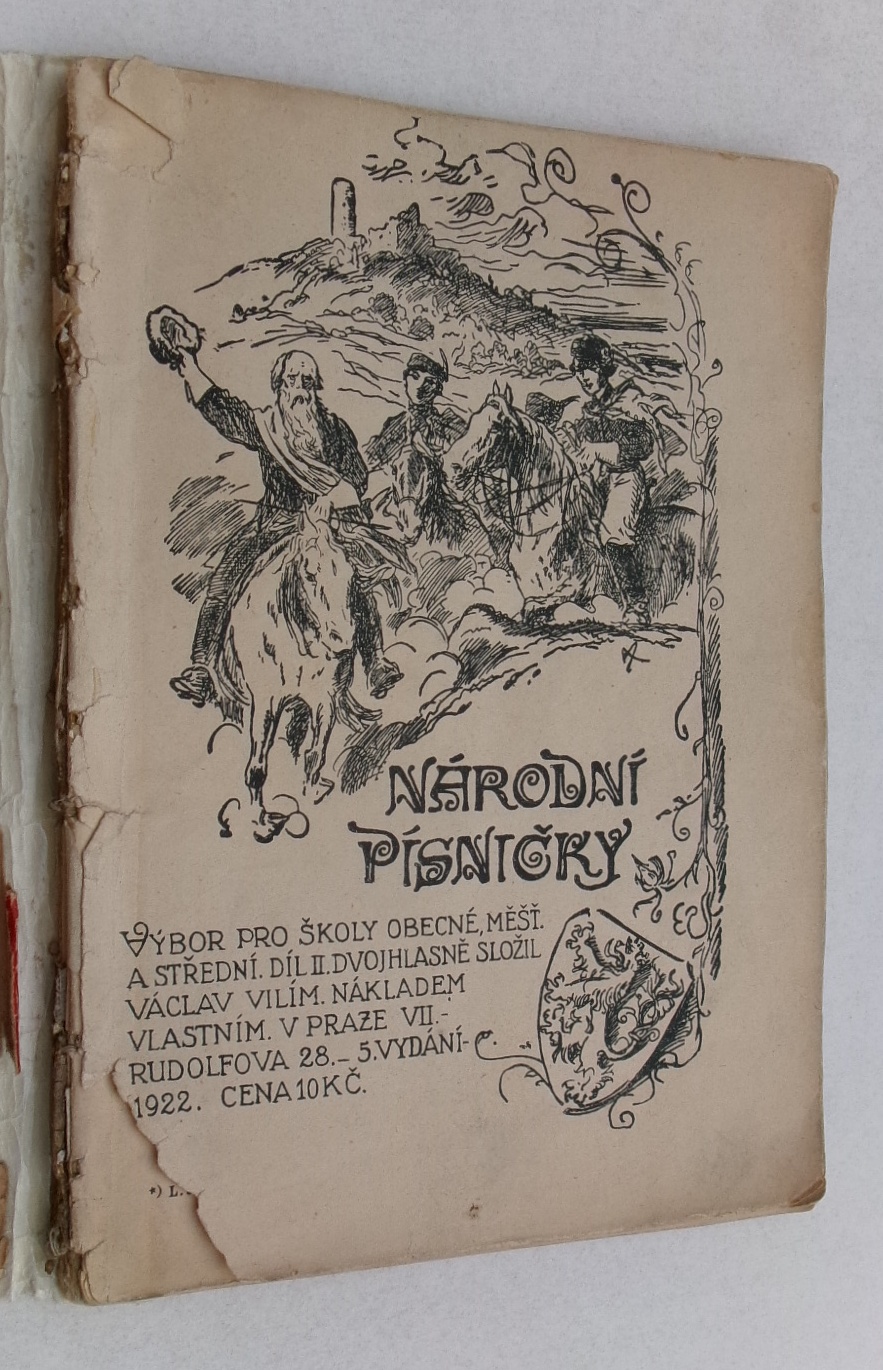 NÁRODNÍ
PÍSNIČKY
VÝBOR PRO ŠKOLY OBECNÉ, MĚŠŤ.
A STŘEDNÍ. DÍL II. DVOJHLASNĚ SLOŽIL
VÁCLAV VILÍM. NÁKLADEM
VLASTNÍM. V PRAZE VII.-
RUDOLFOVA 28.- 5. VYDÁNÍ-
1922. CENA 10 KČ.
*) L.